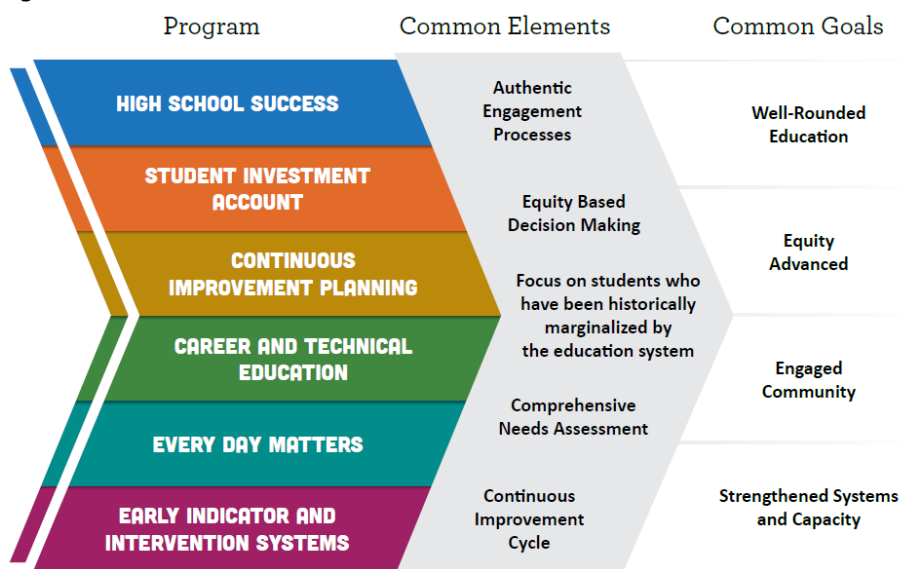 Program
Common Elements
Common Goals
HIGH SCHOOL SUCCESS
STUDENT INVESTMENT
ACCOUNT
CONTINUOUS
IMPROVEMENT PLANNING
CAREER AND TECHNICAL
EDUCATION
EVERY DAY MATTERS
EARLY INDICATOR AND
INTERVENTION SYSTEMS
Authentic
Engagement
Processes
Equity Based
Decision Making
Focus on students who
have been historically
marginalized by
the education system
Comprehensive
Needs Assessment
Continuous
Improvement
Cycle
Well-Rounded
Education
Equity
Advanced
Engaged
Community
Strengthened Systems
and Capacity